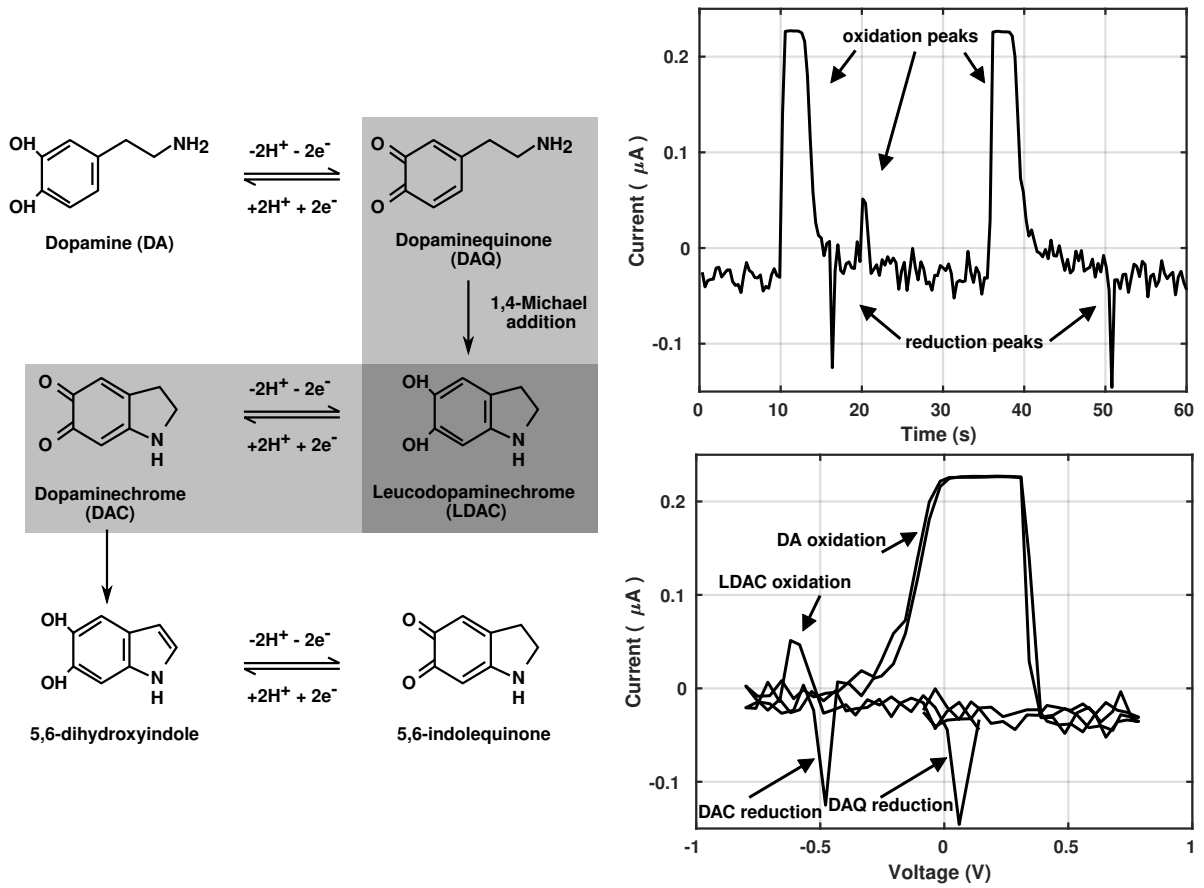 OH
OH
NH2
Dopamine (DA)
-2H+ - 2e-
+2H+ + 2e-
O
O
NH2
Dopaminequinone
(DAQ)
1,4-Michael
addition
O
O
N
H
Dopaminechrome
(DAC)
-2H+ - 2e-
+2H+ + 2e-
OH
OH
N
H
Leucodopaminechrome
(LDAC)
OH
OH
N
H
5,6-dihydroxyindole
-2H+ - 2e-
+2H+ + 2e-
O
O
N
H
5,6-indolequinone
Current ( μA )
0.2
0.1
0
-0.1
oxidation peaks
reduction peaks
0 10 20 30 40 50 60
Time (s)
Current ( μA )
0.2
0.1
0
-0.1
DA oxidation
LDAC oxidation
DAC reduction
DAQ reduction
-1 -0.5 0 0.5 1
Voltage (V)